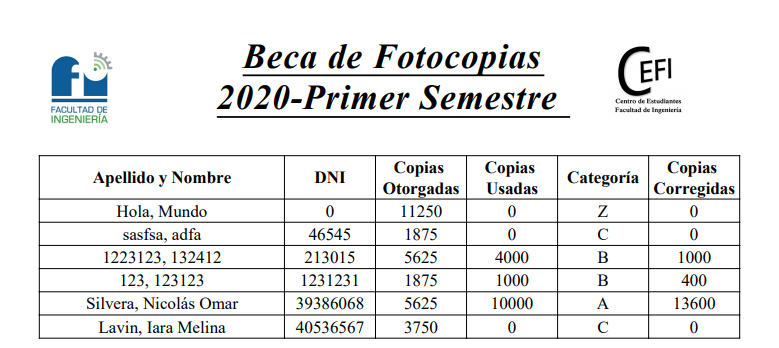 Beca de Fotocopias
2020-Primer Semestre
FACULTAD DE
INGENIERÍA
CEFI
Centro de Estudiantes
Facultad de Ingeniería
Apellido y Nombre DNI Copias Otorgadas Copias Usadas Categoría Copias Corregidas
Hola, Mundo 0 11250 0 Z 0
sasfsa, adfa 46545 1875 0 C 0
1223123, 132412 213015 5625 4000 B 1000
123, 123123 1231231 1875 1000 B 400
Silvera, Nicolás Omar 39386068 5625 10000 A 13600
Lavin, Iara Melina 40536567 3750 0 C 0